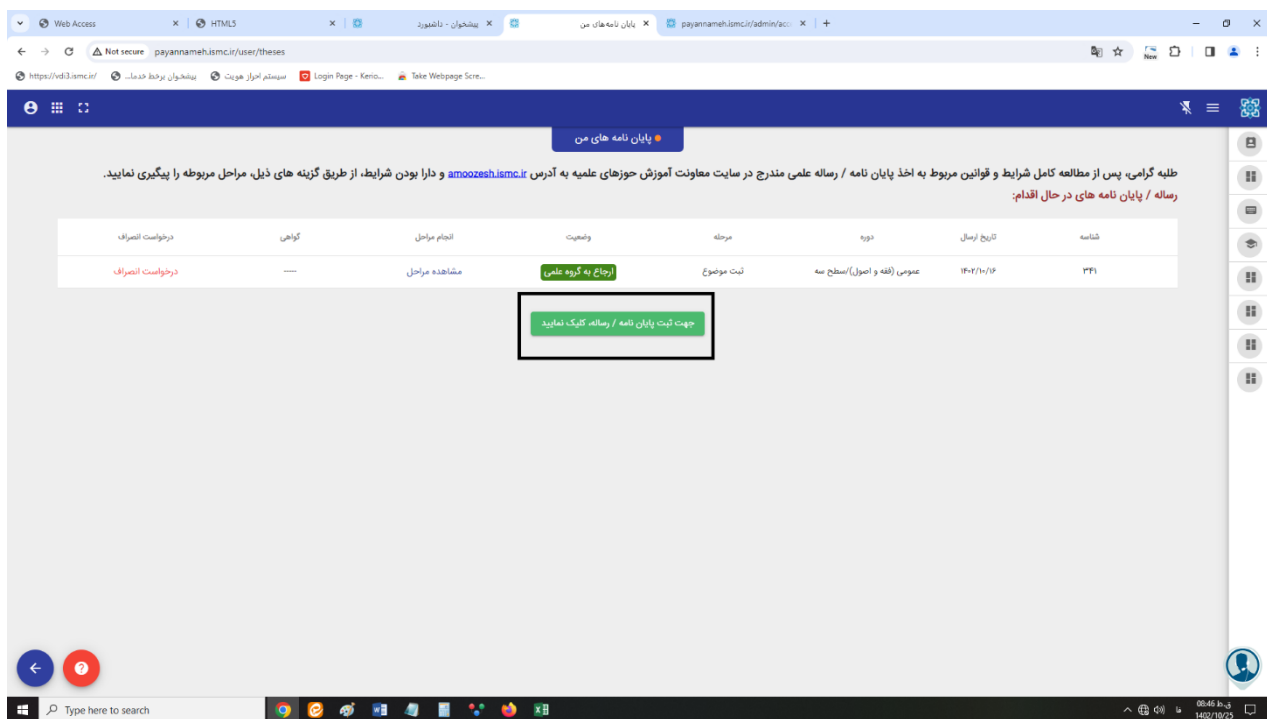 Web Access
HTML5
پیشخوان - داشبورد
پایان نامه‌های من
payannameh.ismc.ir/admin/acc
Not secure payannameh.ismc.ir/user/theses
New
https://vdi3.ismc.ir/
پیشخوان برخط خدما...
سیستم احراز هویت
Login Page - Kerio...
Take Webpage Scre...
پایان نامه های من
طلبه گرامی، پس از مطالعه کامل شرایط و قوانین مربوط به اخذ پایان نامه / رساله علمی مندرج در سایت معاونت آموزش حوزهای علمیه به آدرس amoozesh.ismc.ir و دارا بودن شرایط، از طریق گزینه های ذیل، مراحل مربوطه را پیگیری نمایید.
رساله / پایان نامه های در حال اقدام:
شناسه تاریخ ارسال دوره مرحله وضعیت انجام مراحل گواهی درخواست انصراف
۳۴۱ ۱۴۰۲/۱۰/۱۶ عمومی (فقه و اصول)/سطح سه ثبت موضوع ارجاع به گروه علمی مشاهده مراحل ----- درخواست انصراف
جهت ثبت پایان نامه / رساله، کلیک نمایید
Type here to search
فا
08:46 ق.ظ
1402/10/25